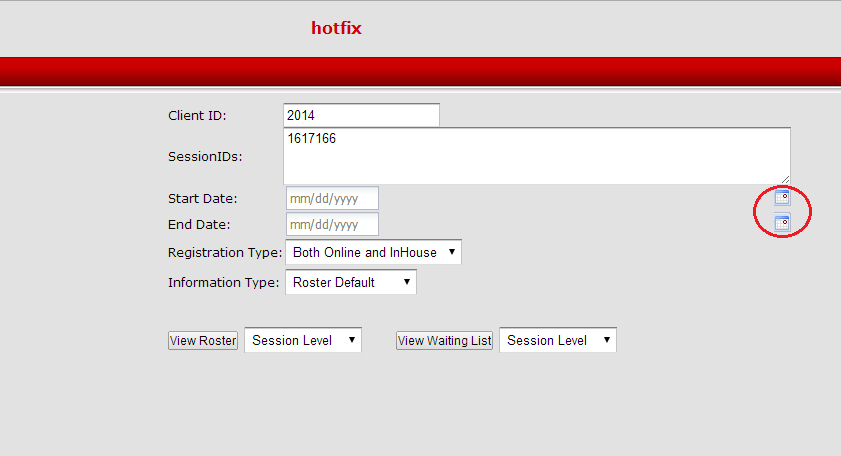 hotfix
Client ID: 2014
SessionIDs: 1617166
Start Date: mm/dd/yyyy
End Date: mm/dd/yyyy
Registration Type: Both Online and InHouse
Information Type: Roster Default
View Roster Session Level View Waiting List Session Level